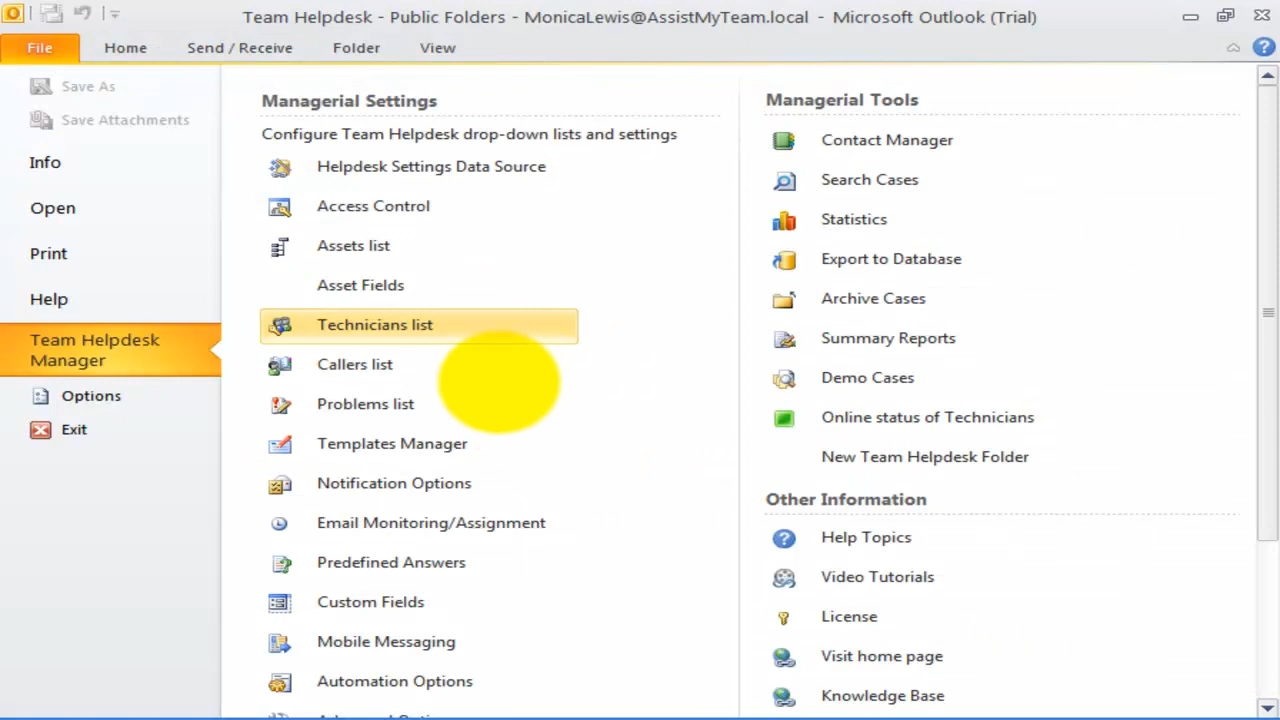 Team Helpdesk - Public Folders - MonicaLewis@AssistMyTeam.local - Microsoft Outlook (Trial)
File Home Send / Receive Folder View
Save As
Save Attachments
Info
Open
Print
Help
Team Helpdesk
Manager
Options
Exit
Managerial Settings
Configure Team Helpdesk drop-down lists and settings
Helpdesk Settings Data Source
Access Control
Assets list
Asset Fields
Technicians list
Callers list
Problems list
Templates Manager
Notification Options
Email Monitoring/Assignment
Predefined Answers
Custom Fields
Mobile Messaging
Automation Options
Managerial Tools
Contact Manager
Search Cases
Statistics
Export to Database
Archive Cases
Summary Reports
Demo Cases
Online status of Technicians
New Team Helpdesk Folder
Other Information
Help Topics
Video Tutorials
License
Visit home page
Knowledge Base